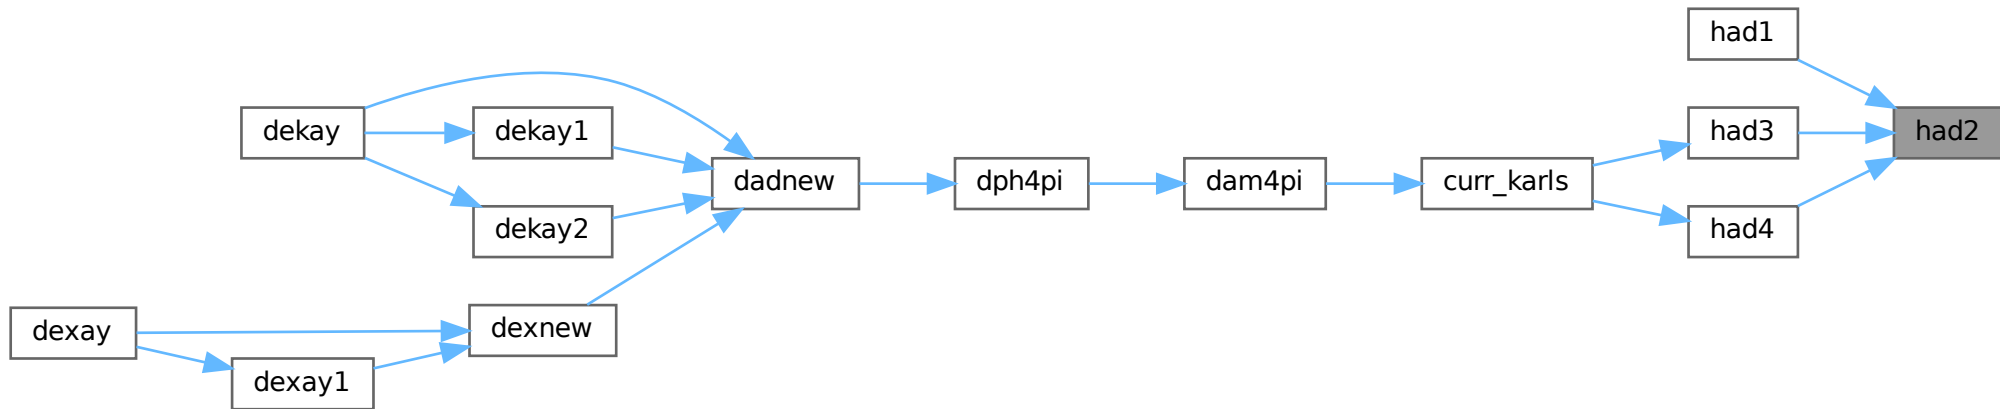 had1
dekay
dekay1
had3
had2
dadnew
dph4pi
dam4pi
curr_karls
dekay2
had4
dexay
dexnew
dexay1